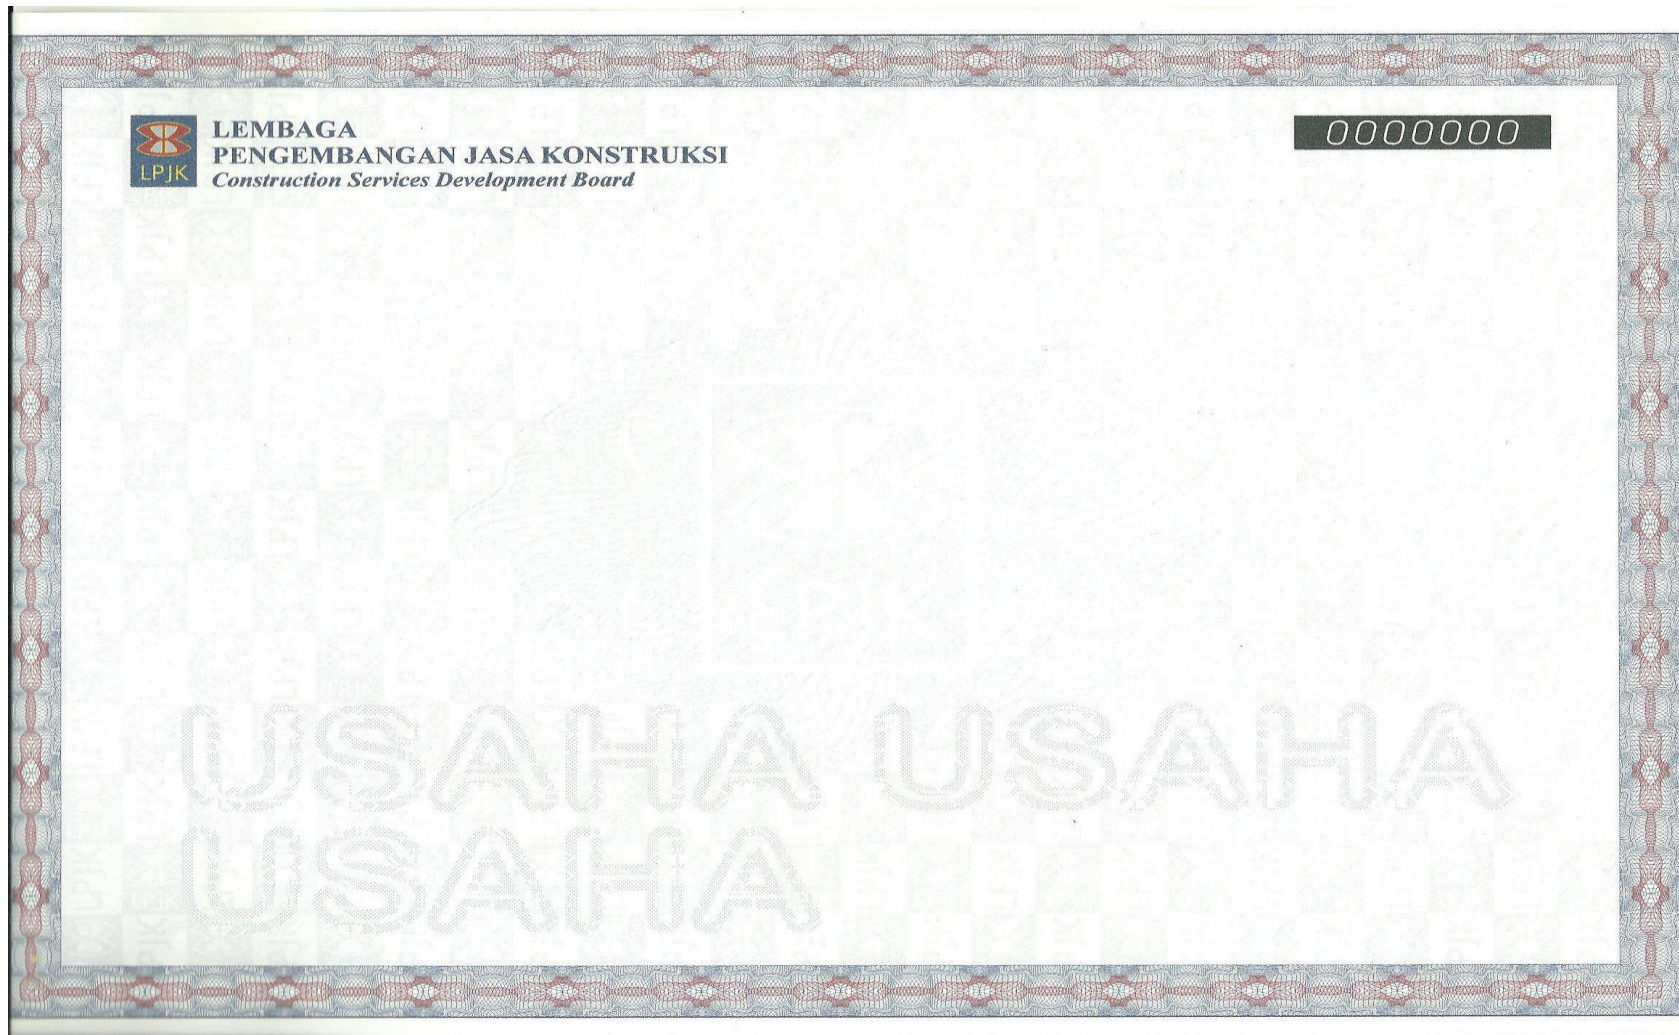 LPJK
LEMBAGA
PENGEMBANGAN JASA KONSTRUKSI
Construction Services Development Board
0000000
USAHA USAHA
USAHA